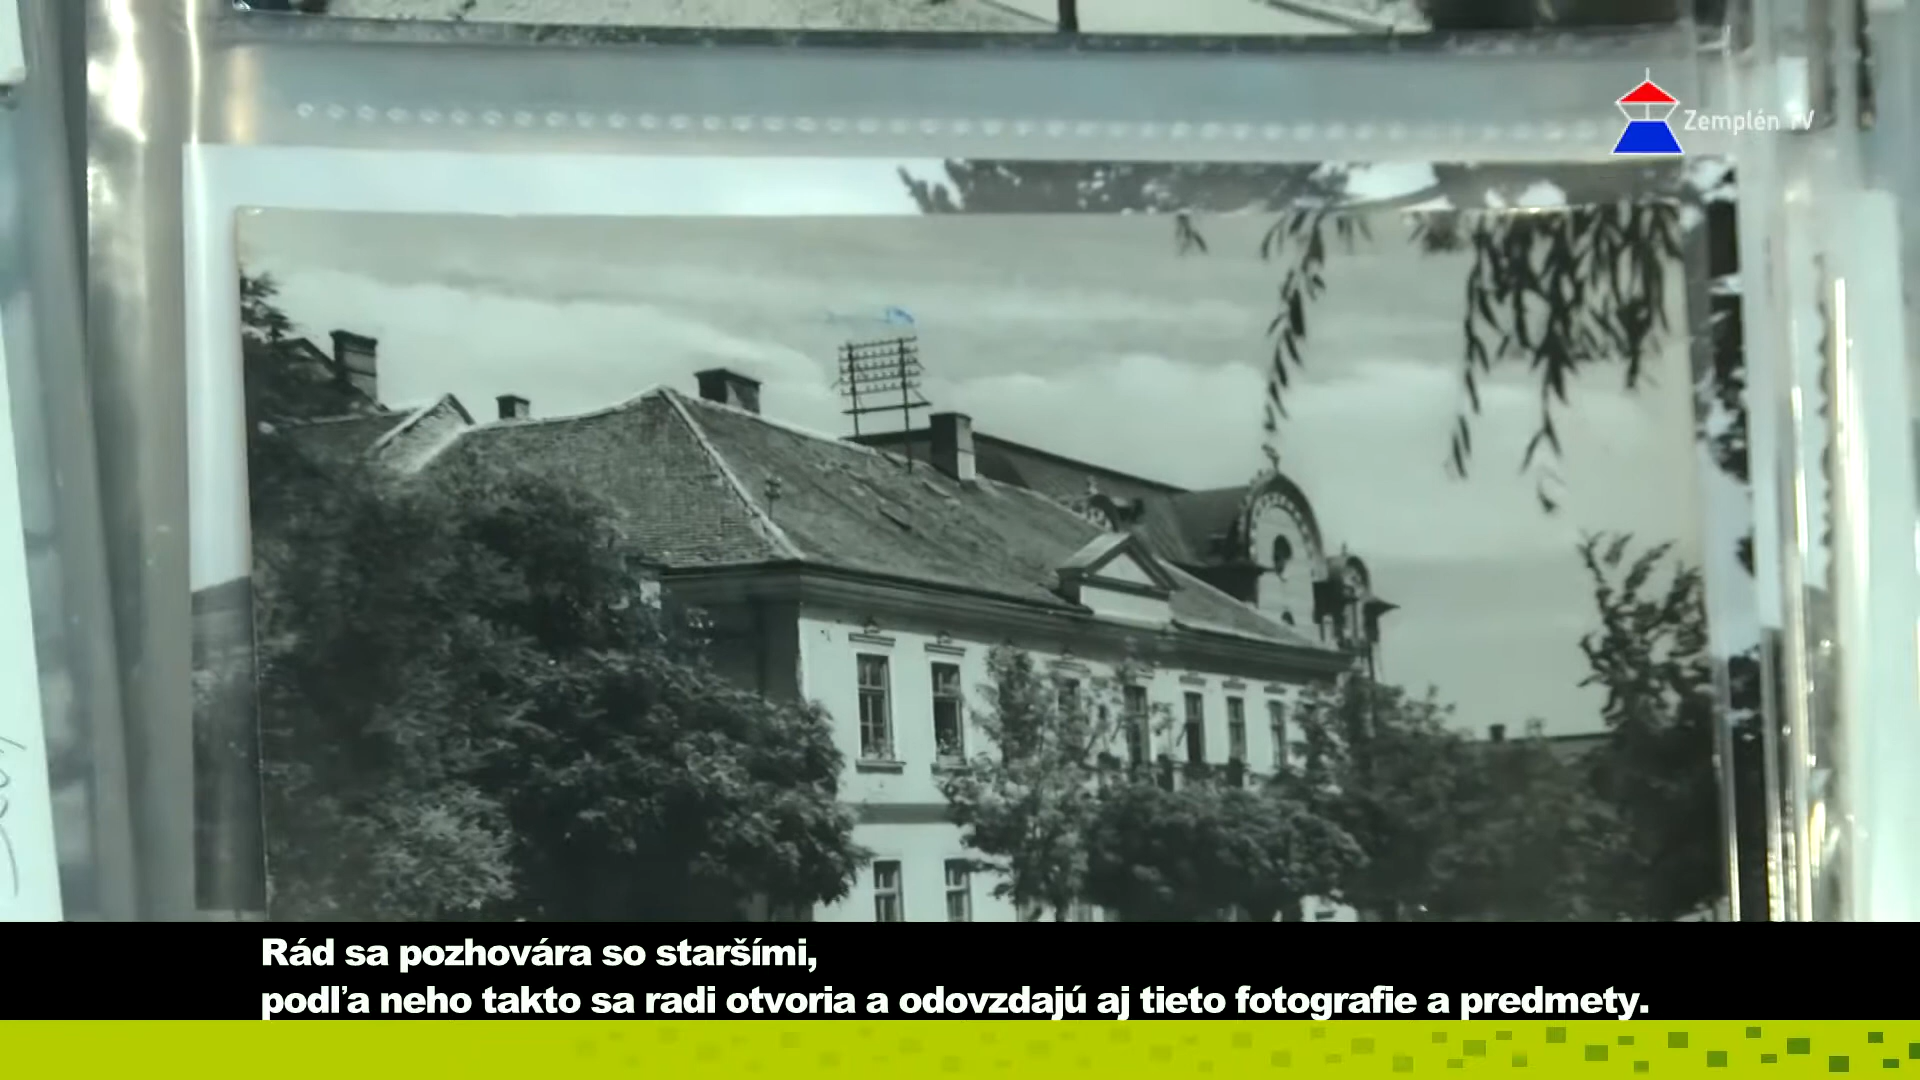 Zemplén TV
Rád sa pozhovára so staršími,
podľa neho takto sa radi otvoria a odovzdajú aj tieto fotografie a predmety.